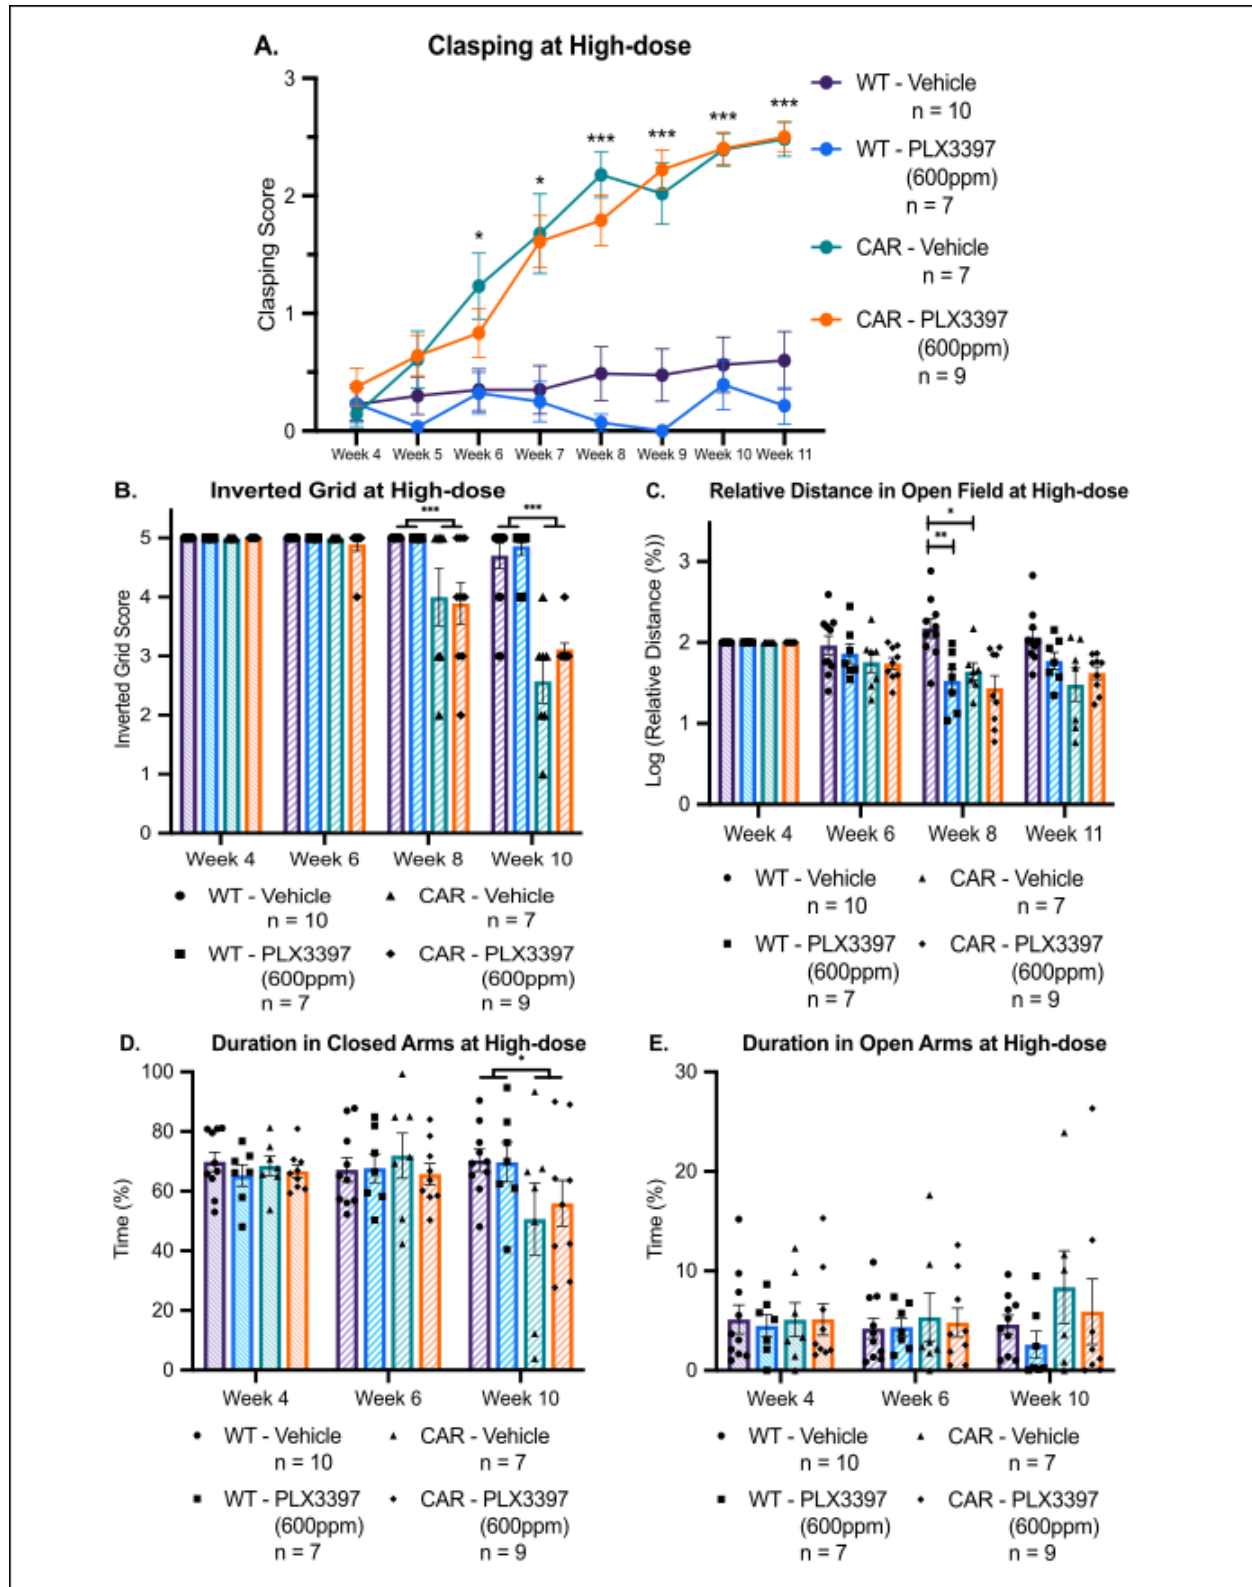 A.
Clasping at High-dose
3
2
1
0
Clasping Score
* * *** *** *** ***
Week 4 Week 5 Week 6 Week 7 Week 8 Week 9 Week 10 Week 11
WT - Vehicle
n = 10
WT - PLX3397
(600ppm)
n = 7
CAR - Vehicle
n = 7
CAR - PLX3397
(600ppm)
n = 9
B.
Inverted Grid at High-dose
*** ***
5
4
3
2
1
0
Inverted Grid Score
Week 4 Week 6 Week 8 Week 10
WT - Vehicle
n = 10
CAR - Vehicle
n = 7
WT - PLX3397
(600ppm)
n = 7
CAR - PLX3397
(600ppm)
n = 9
C.
Relative Distance in Open Field at High-dose
*
**
3
2
1
0
Log (Relative Distance (%))
Week 4 Week 6 Week 8 Week 11
WT - Vehicle
n = 10
CAR - Vehicle
n = 7
WT - PLX3397
(600ppm)
n = 7
CAR - PLX3397
(600ppm)
n = 9
D.
Duration in Closed Arms at High-dose
*
100
80
60
40
20
0
Time (%)
Week 4 Week 6 Week 10
WT - Vehicle
n = 10
CAR - Vehicle
n = 7
WT - PLX3397
(600ppm)
n = 7
CAR - PLX3397
(600ppm)
n = 9
E.
Duration in Open Arms at High-dose
30
20
10
0
Time (%)
Week 4 Week 6 Week 10
WT - Vehicle
n = 10
CAR - Vehicle
n = 7
WT - PLX3397
(600ppm)
n = 7
CAR - PLX3397
(600ppm)
n = 9